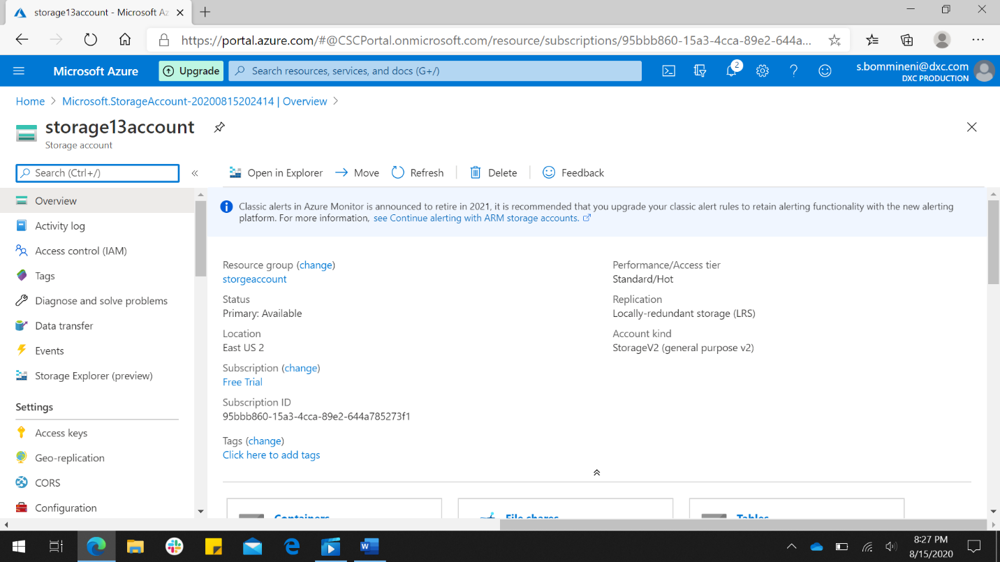 storage13account - Microsoft Az
https://portal.azure.com/#@CSCPortal.onmicrosoft.com/resource/subscriptions/95bbb860-15a3-4cca-89e2-644a...
Microsoft Azure
Upgrade
Search resources, services, and docs (G+/)
2
s.bommineni@dxc.com
DXC PRODUCTION
Home > Microsoft.StorageAccount-20200815202414 | Overview >
storage13account
Storage account
Search (Ctrl+/)
«
Open in Explorer
Move
Refresh
Delete
Feedback
Overview
Activity log
Access control (IAM)
Tags
Diagnose and solve problems
Data transfer
Events
Storage Explorer (preview)
Settings
Access keys
Geo-replication
CORS
Configuration
Classic alerts in Azure Monitor is announced to retire in 2021, it is recommended that you upgrade your classic alert rules to retain alerting functionality with the new alerting
platform. For more information, see Continue alerting with ARM storage accounts.
Resource group (change)
storgeaccount
Status
Primary: Available
Location
East US 2
Subscription (change)
Free Trial
Subscription ID
95bbb860-15a3-4cca-89e2-644a785273f1
Tags (change)
Click here to add tags
Performance/Access tier
Standard/Hot
Replication
Locally-redundant storage (LRS)
Account kind
StorageV2 (general purpose v2)
Containers
File shares
Tables
8:27 PM
8/15/2020